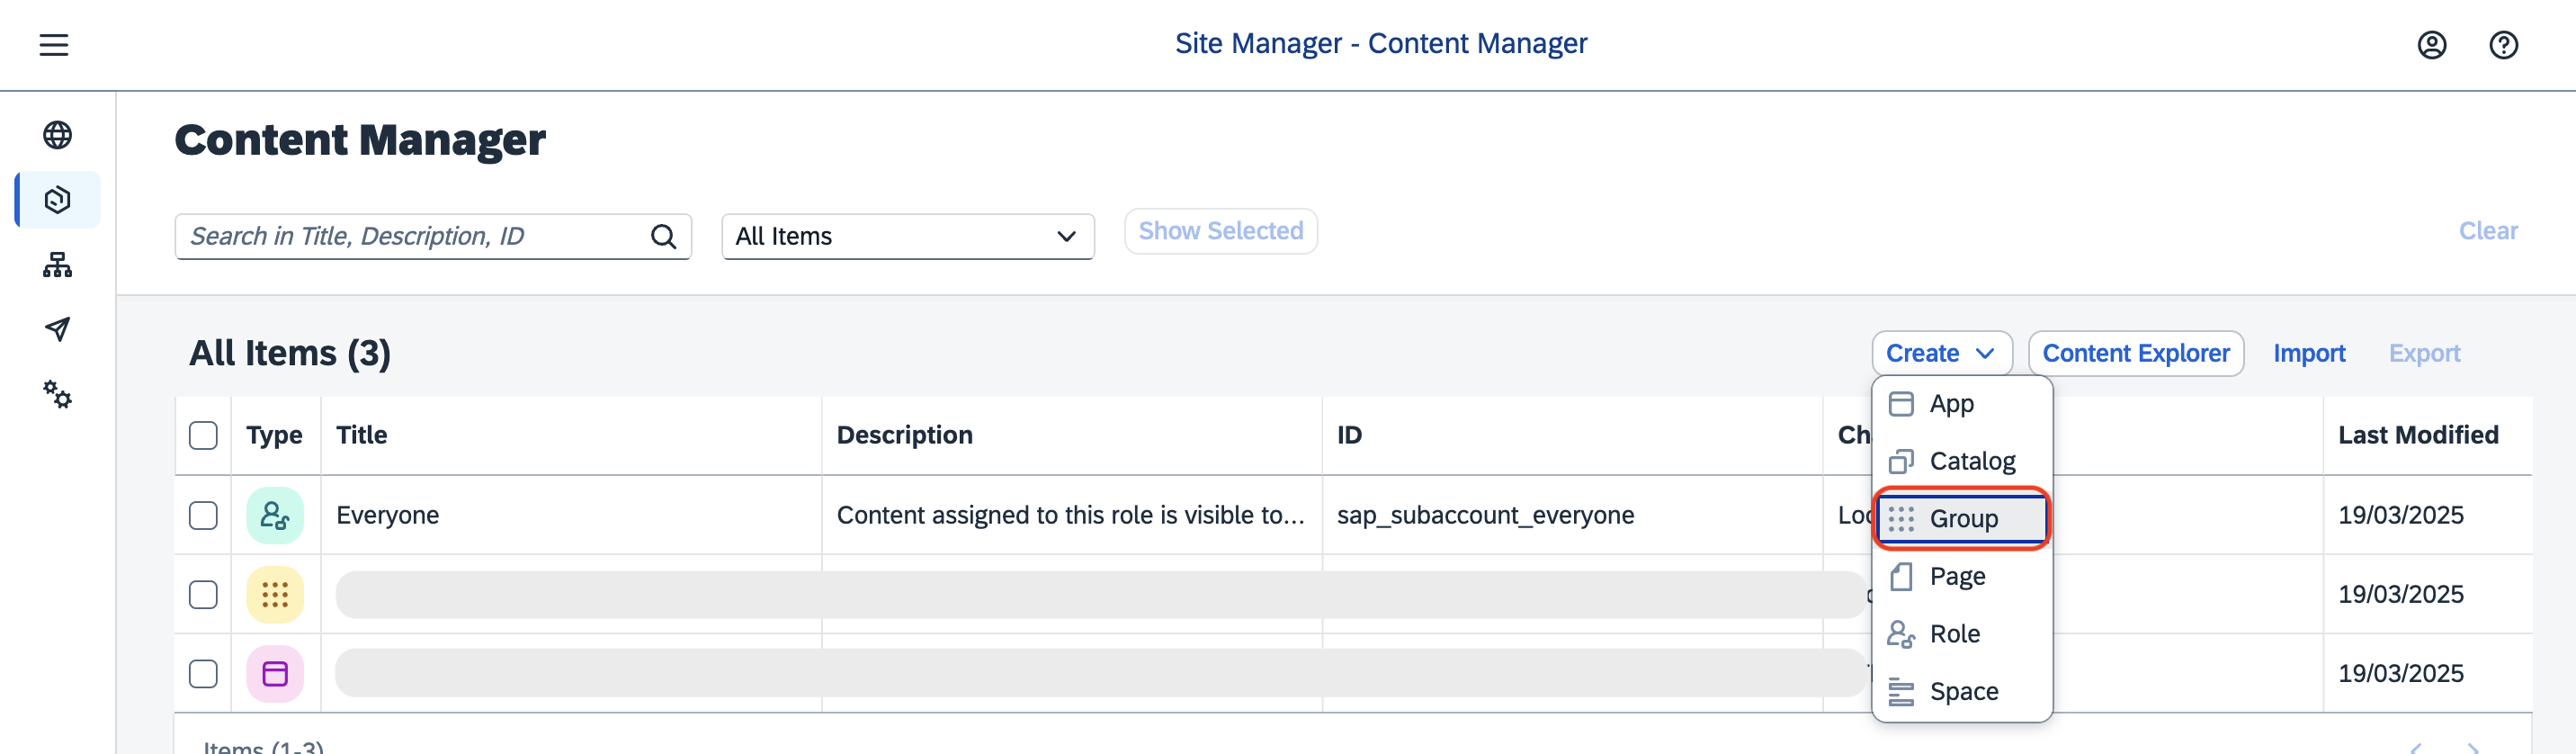 Site Manager - Content Manager
Content Manager
Search in Title, Description, ID
All Items
Show Selected
Clear
All Items (3)
Create
Content Explorer
Import
Export
App
Catalog
Group
Page
Role
Space
Type
Title
Description
ID
Last Modified
Everyone
Content assigned to this role is visible to...
sap_subaccount_everyone
19/03/2025
19/03/2025
19/03/2025
Items (1-3)